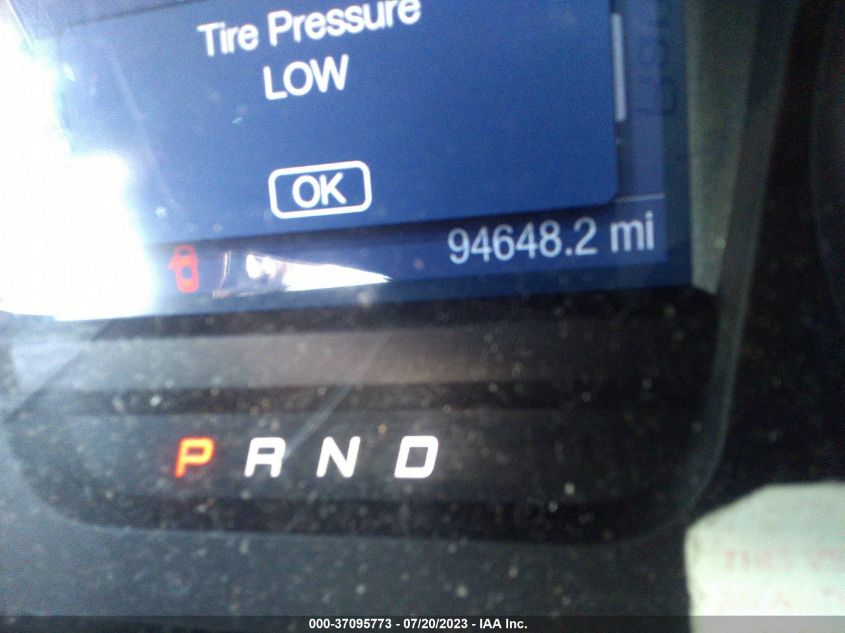 Tire Pressure
LOW
OK
94648.2 mi
P R N D
000-37095773 - 07/20/2023 - IAA Inc.